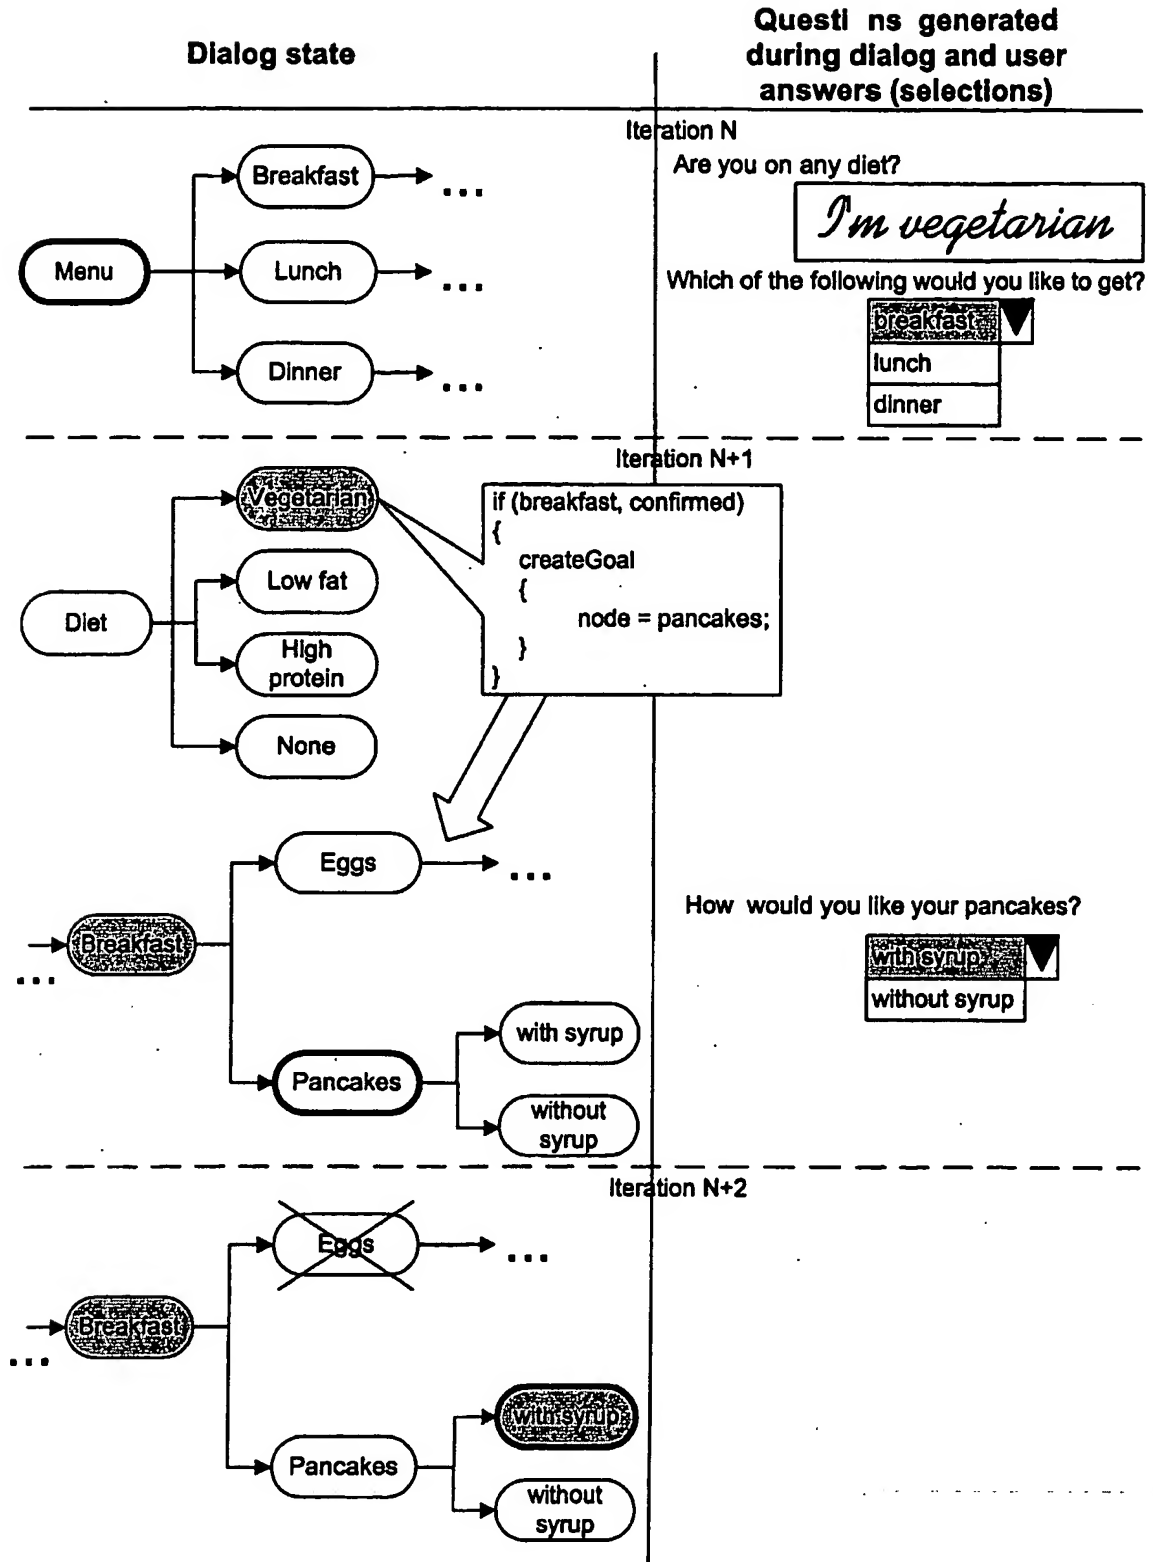 Dialog state
Questi ns generated
during dialog and user
answers (selections)
Iteration N
Are you on any diet?
I'm vegetarian
Which of the following would you like to get?
breakfast
lunch
dinner
Menu
Breakfast
...
Lunch
...
Dinner
...
Iteration N+1
Diet
Vegetarian
Low fat
High
protein
None
if (breakfast, confirmed)
{
createGoal
{
node = pancakes;
}
}
Eggs
...
Breakfast
...
Pancakes
with syrup
without
syrup
How would you like your pancakes?
with syrup
without syrup
Iteration N+2
Eggs
...
Breakfast
...
Pancakes
with syrup
without
syrup